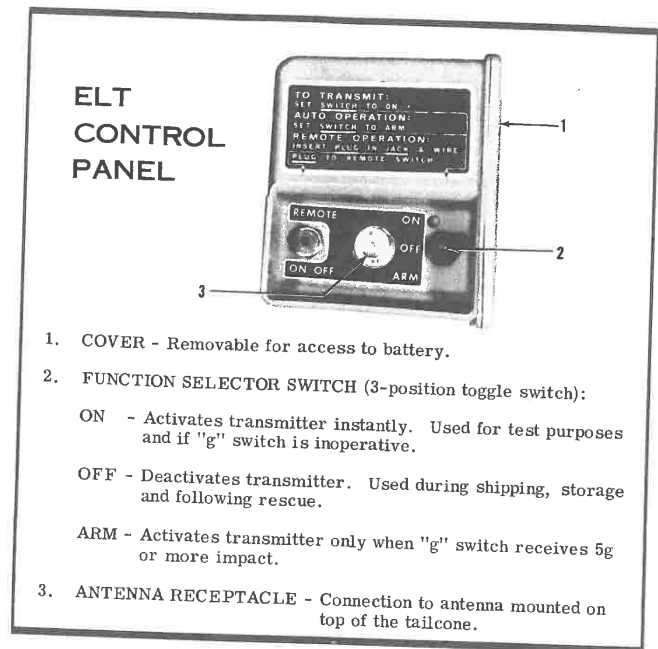 ELT
CONTROL
PANEL
TO TRANSMIT:
SET SWITCH TO ON.
AUTO OPERATION:
SET SWITCH TO ARM
REMOTE OPERATION:
INSERT PLUG IN JACK & WIRE
PLUG TO REMOTE SWITCH
1
REMOTE
ON
OFF
2
ON OFF
ARM
3
1. COVER - Removable for access to battery.
2. FUNCTION SELECTOR SWITCH (3-position toggle switch):
ON - Activates transmitter instantly. Used for test purposes
and if "g" switch is inoperative.
OFF - Deactivates transmitter. Used during shipping, storage
and following rescue.
ARM - Activates transmitter only when "g" switch receives 5g
or more impact.
3. ANTENNA RECEPTACLE - Connection to antenna mounted on
top of the tailcone.